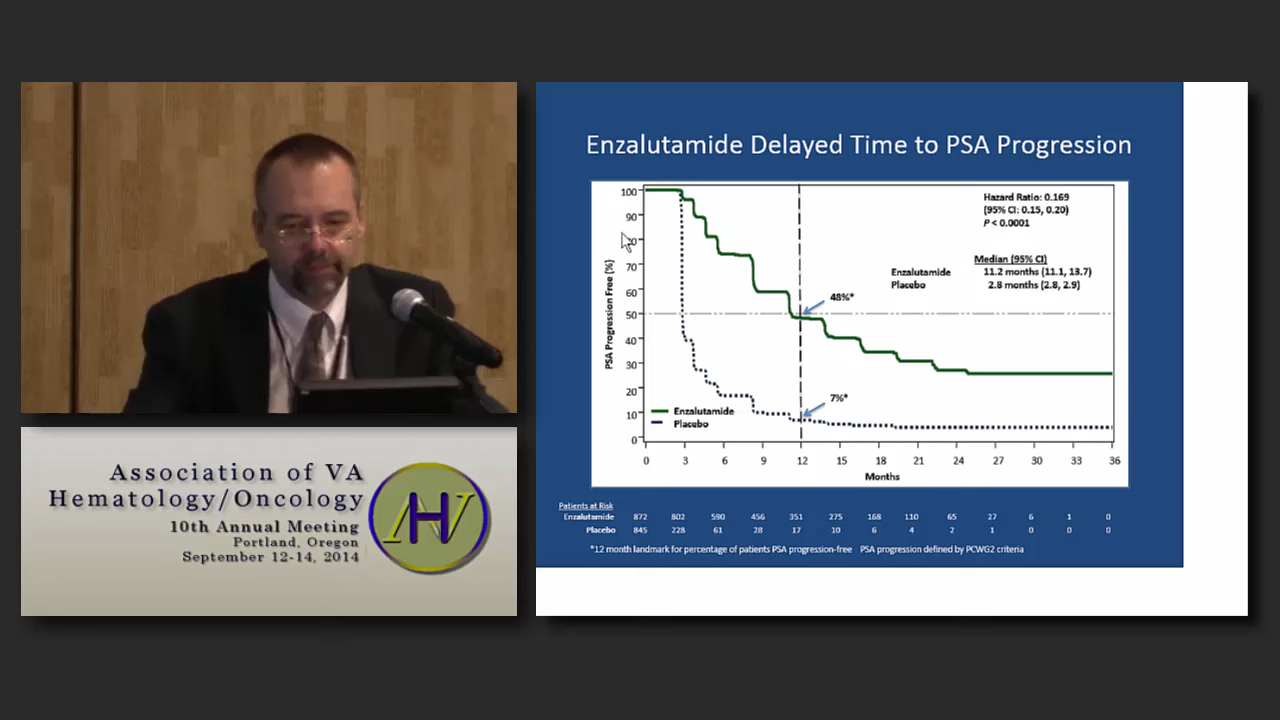 Association of VA
Hematology/Oncology
10th Annual Meeting
Portland, Oregon
September 12-14, 2014
AHV
Enzalutamide Delayed Time to PSA Progression
Hazard Ratio: 0.169
(95% CI: 0.15, 0.20)
P < 0.0001
Median (95% CI)
Enzalutamide 11.2 months (11.1, 13.7)
Placebo 2.8 months (2.8, 2.9)
48%*
7%*
PSA Progression Free (%)
100
90
80
70
60
50
40
30
20
10
0
Enzalutamide
Placebo
0 3 6 9 12 15 18 21 24 27 30 33 36
Months
Patients at Risk
Enzalutamide 872 802 590 456 351 275 168 110 65 27 6 1 0
Placebo 845 228 61 28 17 10 6 4 2 1 0 0 0
*12 month landmark for percentage of patients PSA progression-free PSA progression defined by PCWG2 criteria